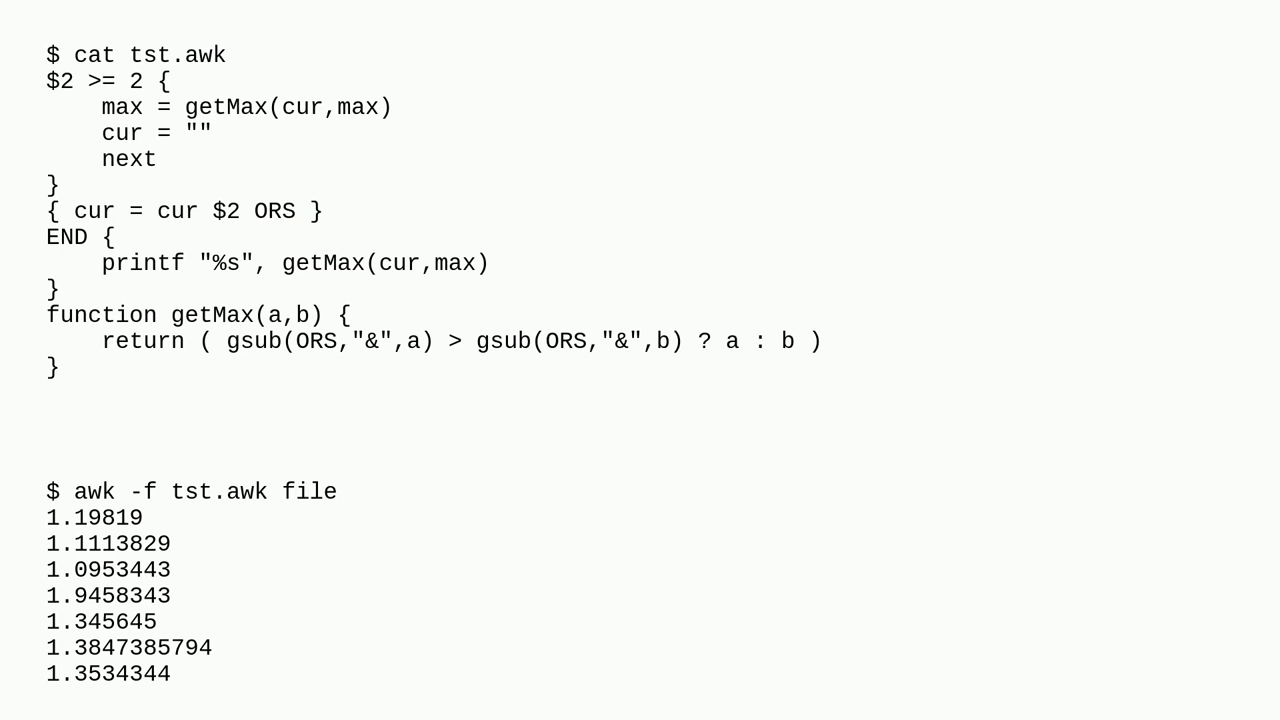 $ cat tst.awk
$2 >= 2 {
    max = getMax(cur,max)
    cur = ""
    next
}
{ cur = cur $2 ORS }
END {
    printf "%s", getMax(cur,max)
}
function getMax(a,b) {
    return ( gsub(ORS,"&",a) > gsub(ORS,"&",b) ? a : b )
}
$ awk -f tst.awk file
1.19819
1.1113829
1.0953443
1.9458343
1.345645
1.3847385794
1.3534344